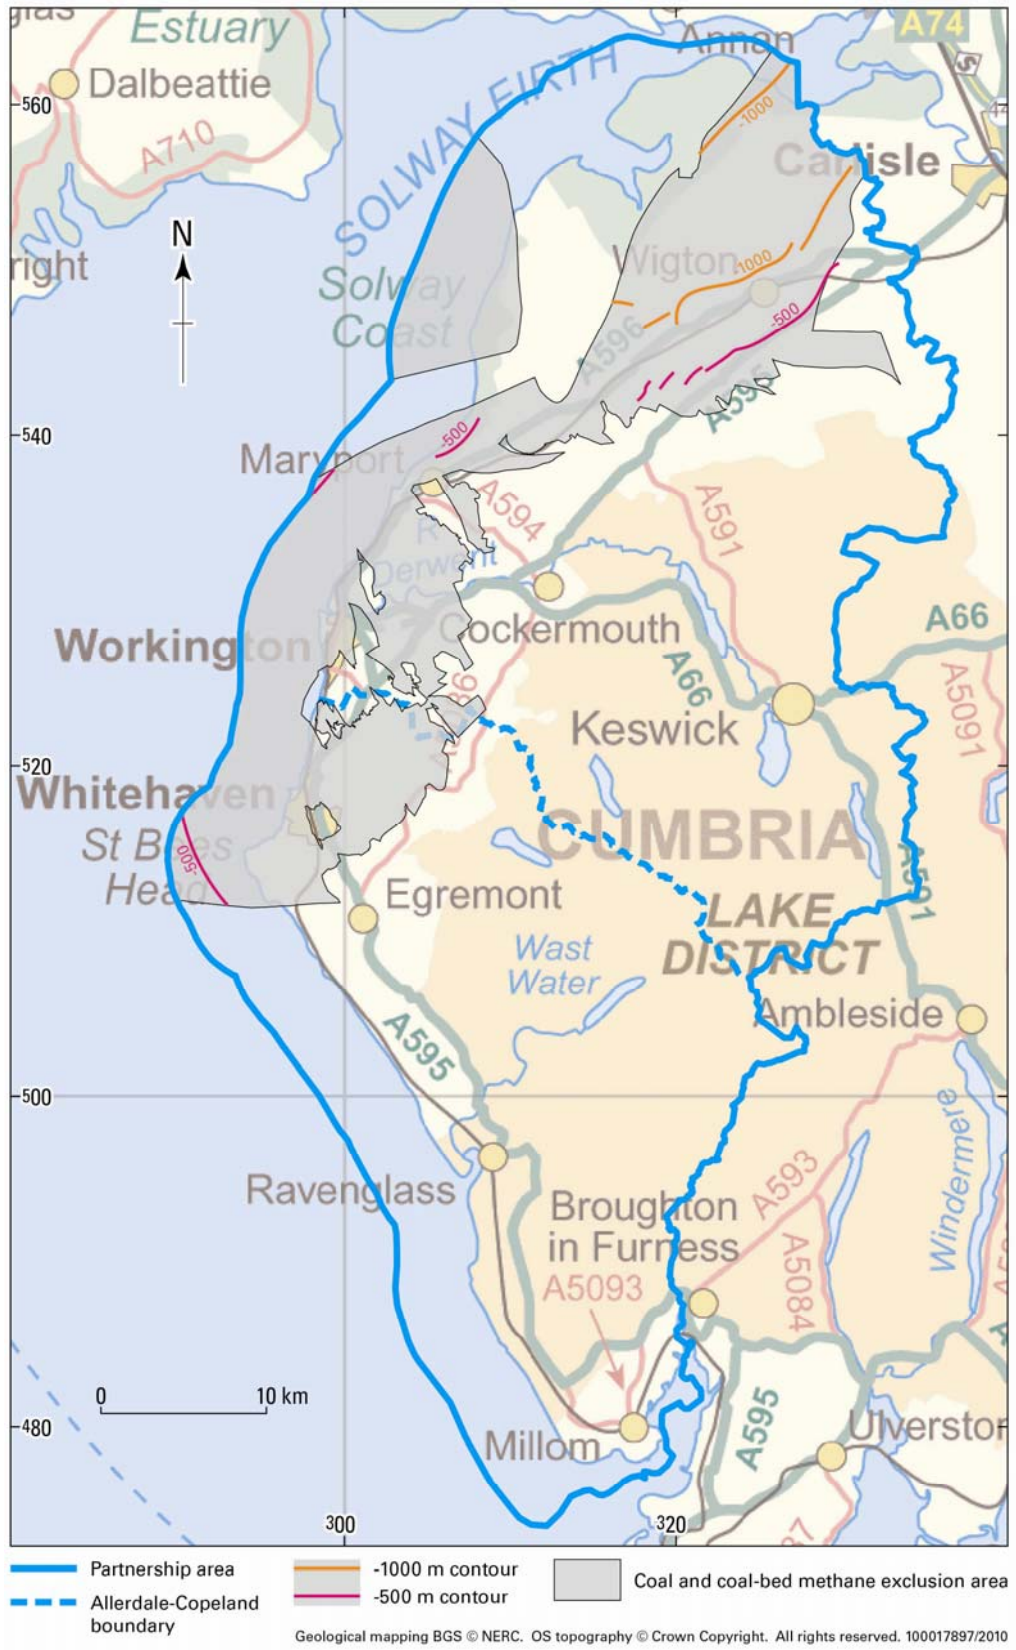 glas
Estuary
Annan
A74
Dalbeattie
560
A710
SOLWAY FIRTH
Carlisle
44
-1000
5
N
right
Wigton
-1000
Solway
Coast
-500
A596
A595
540
Maryport
-500
A594
A591
R
Derwent
Workington
Cockermouth
A66
A66
A5091
Keswick
520
Whitehaven
CUMBRIA
St Bees
Head
-500
A591
Egremont
LAKE
DISTRICT
Wast
Water
Ambleside
A595
500
Windermere
Ravenglass
A593
Broughton
in Furness
A5093
A5084
0
10 km
480
Millom
A595
Ulverston
300
320
Partnership area
Allerdale-Copeland
boundary
-1000 m contour
-500 m contour
Coal and coal-bed methane exclusion area
Geological mapping BGS © NERC. OS topography © Crown Copyright. All rights reserved. 100017897/2010